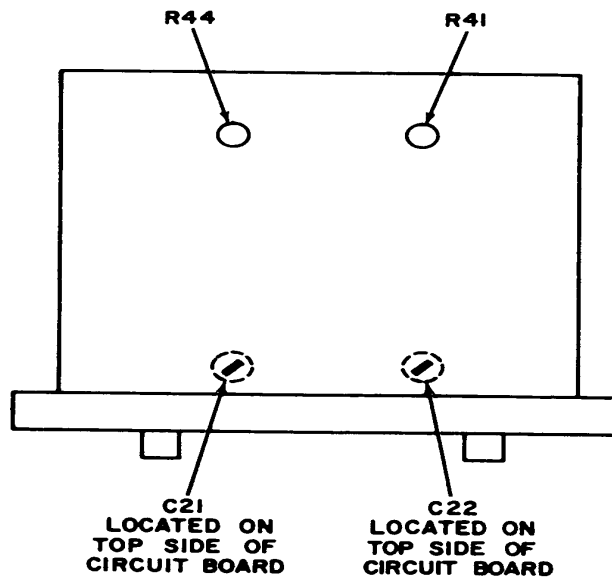 R44
R41
C21
LOCATED ON
TOP SIDE OF
CIRCUIT BOARD
C22
LOCATED ON
TOP SIDE OF
CIRCUIT BOARD